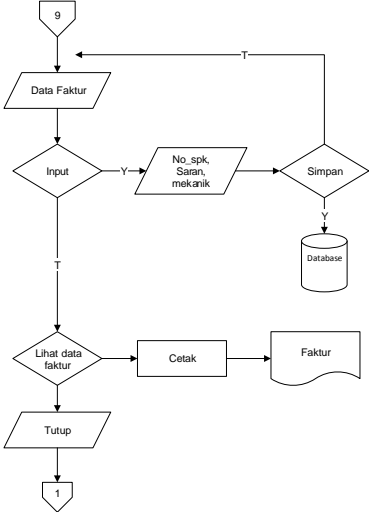 9
T
Data Faktur
Input
Y
No_spk,
Saran,
mekanik
Simpan
Y
Database
T
Lihat data
faktur
Cetak
Faktur
Tutup
1